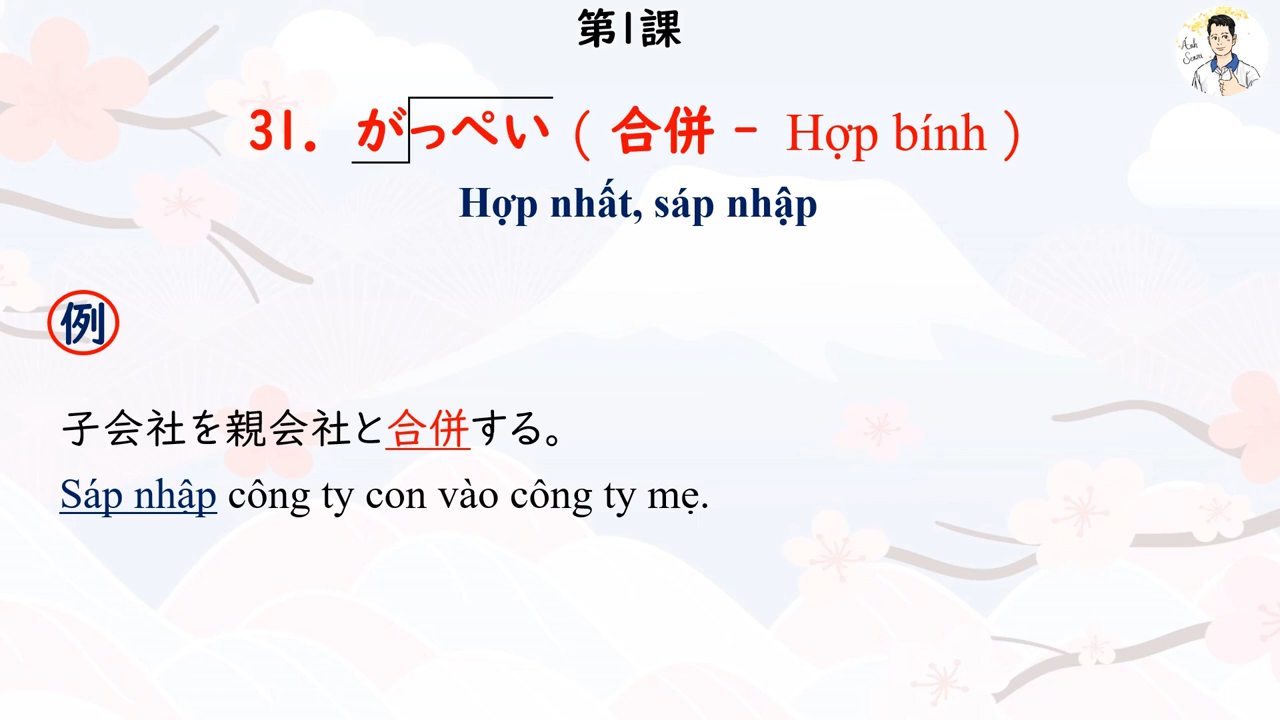 第1課
Ánh
Sensei
31. がっぺい ( 合併 - Hợp bính )
Hợp nhất, sáp nhập
例
子会社を親会社と合併する。
Sáp nhập công ty con vào công ty mẹ.